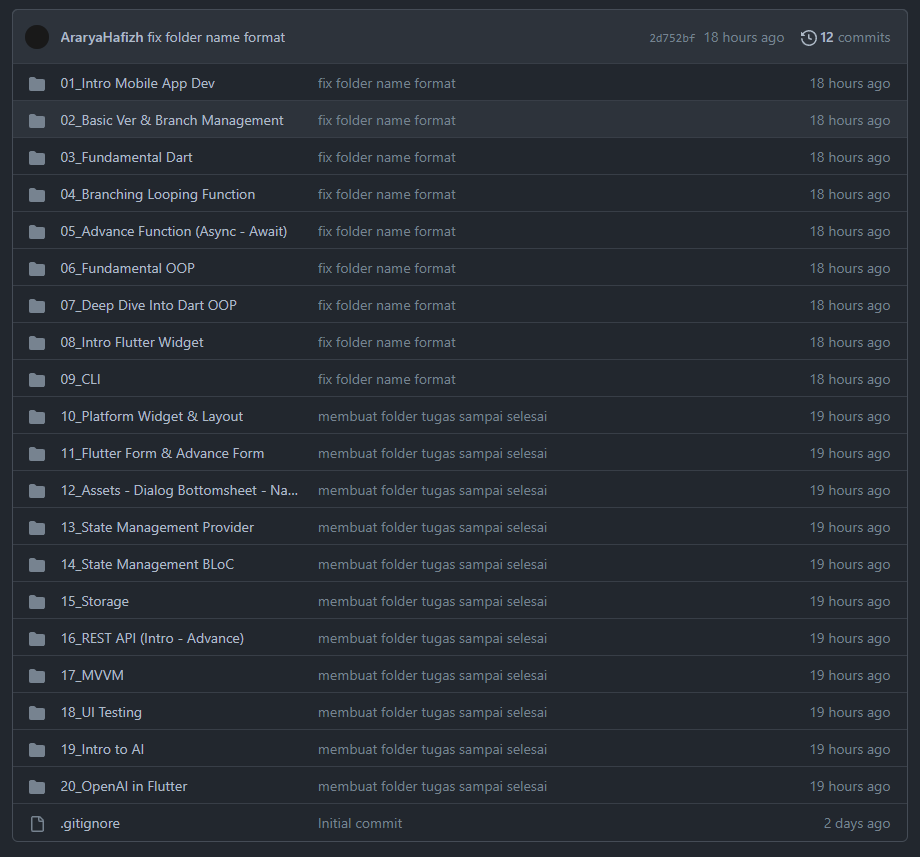 AraryaHafizh fix folder name format 2d752bf 18 hours ago 12 commits
01_Intro Mobile App Dev fix folder name format 18 hours ago
02_Basic Ver & Branch Management fix folder name format 18 hours ago
03_Fundamental Dart fix folder name format 18 hours ago
04_Branching Looping Function fix folder name format 18 hours ago
05_Advance Function (Async - Await) fix folder name format 18 hours ago
06_Fundamental OOP fix folder name format 18 hours ago
07_Deep Dive Into Dart OOP fix folder name format 18 hours ago
08_Intro Flutter Widget fix folder name format 18 hours ago
09_CLI fix folder name format 18 hours ago
10_Platform Widget & Layout membuat folder tugas sampai selesai 19 hours ago
11_Flutter Form & Advance Form membuat folder tugas sampai selesai 19 hours ago
12_Assets - Dialog Bottomsheet - Na... membuat folder tugas sampai selesai 19 hours ago
13_State Management Provider membuat folder tugas sampai selesai 19 hours ago
14_State Management BLoC membuat folder tugas sampai selesai 19 hours ago
15_Storage membuat folder tugas sampai selesai 19 hours ago
16_REST API (Intro - Advance) membuat folder tugas sampai selesai 19 hours ago
17_MVVM membuat folder tugas sampai selesai 19 hours ago
18_UI Testing membuat folder tugas sampai selesai 19 hours ago
19_Intro to AI membuat folder tugas sampai selesai 19 hours ago
20_OpenAI in Flutter membuat folder tugas sampai selesai 19 hours ago
.gitignore Initial commit 2 days ago